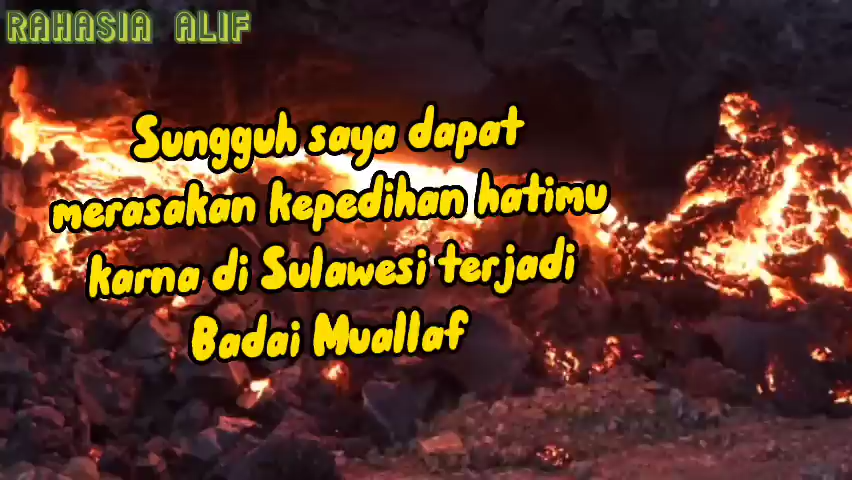 RAHASIA ALIF
Sungguh saya dapat
merasakan kepedihan hatimu
karna di Sulawesi terjadi
Badai Muallaf